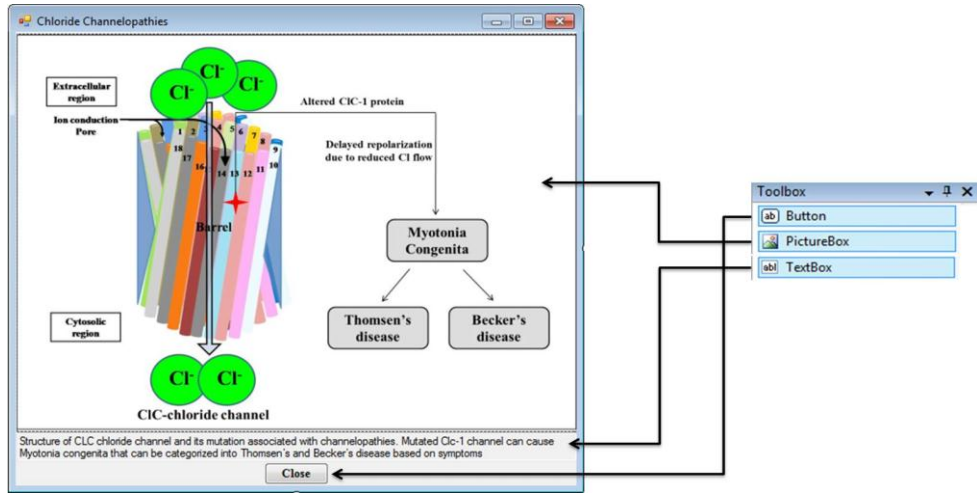 Chloride Channelopathies
Cl-
Cl-
Cl-
Extracellular
region
Ion conduction
Pore
1 2 3 4 5 6 7 8 9
18 17 16 14 13 12 11 10
Barrel
Altered ClC-1 protein
Delayed repolarization
due to reduced Cl flow
Myotonia
Congenita
Thomsen's
disease
Becker's
disease
Cytosolic
region
Cl-
Cl-
ClC-chloride channel
Structure of CLC chloride channel and its mutation associated with channelopathies. Mutated Clc-1 channel can cause
Myotonia congenita that can be categorized into Thomsen's and Becker's disease based on symptoms
Close
Toolbox
ab Button
PictureBox
abl TextBox